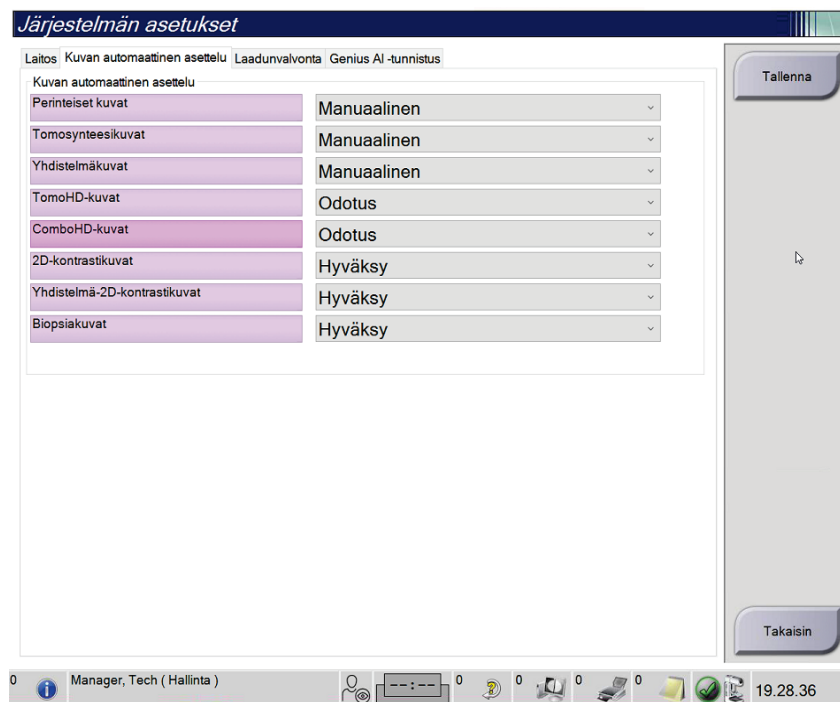 Järjestelmän asetukset
Laitos Kuvan automaattinen asettelu Laadunvalvonta Genius AI -tunnistus
Tallenna
Kuvan automaattinen asettelu
Perinteiset kuvat Manuaalinen
Tomosynteesikuvat Manuaalinen
Yhdistelmäkuvat Manuaalinen
TomoHD-kuvat Odotus
ComboHD-kuvat Odotus
2D-kontrastikuvat Hyväksy
Yhdistelmä-2D-kontrastikuvat Hyväksy
Biopsiakuvat Hyväksy
Takaisin
0 Manager, Tech ( Hallinta ) --:-- 0 0 0 0 19.28.36